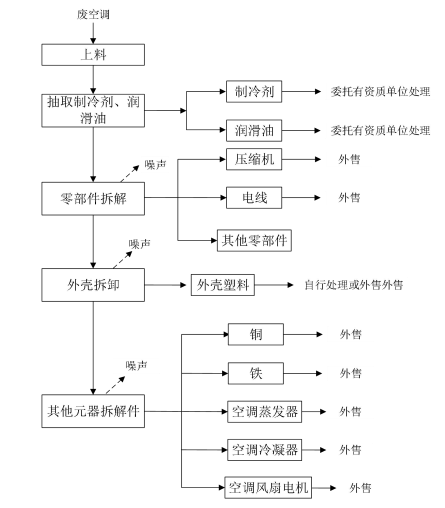 废空调
上料
抽取制冷剂、润
滑油
制冷剂
委托有资质单位处理
润滑油
委托有资质单位处理
噪声
压缩机
外售
零部件拆解
电线
外售
其他零部件
噪声
外壳拆卸
外壳塑料
自行处理或外售外售
噪声
铜
外售
铁
外售
其他元器拆解件
空调蒸发器
外售
空调冷凝器
外售
空调风扇电机
外售